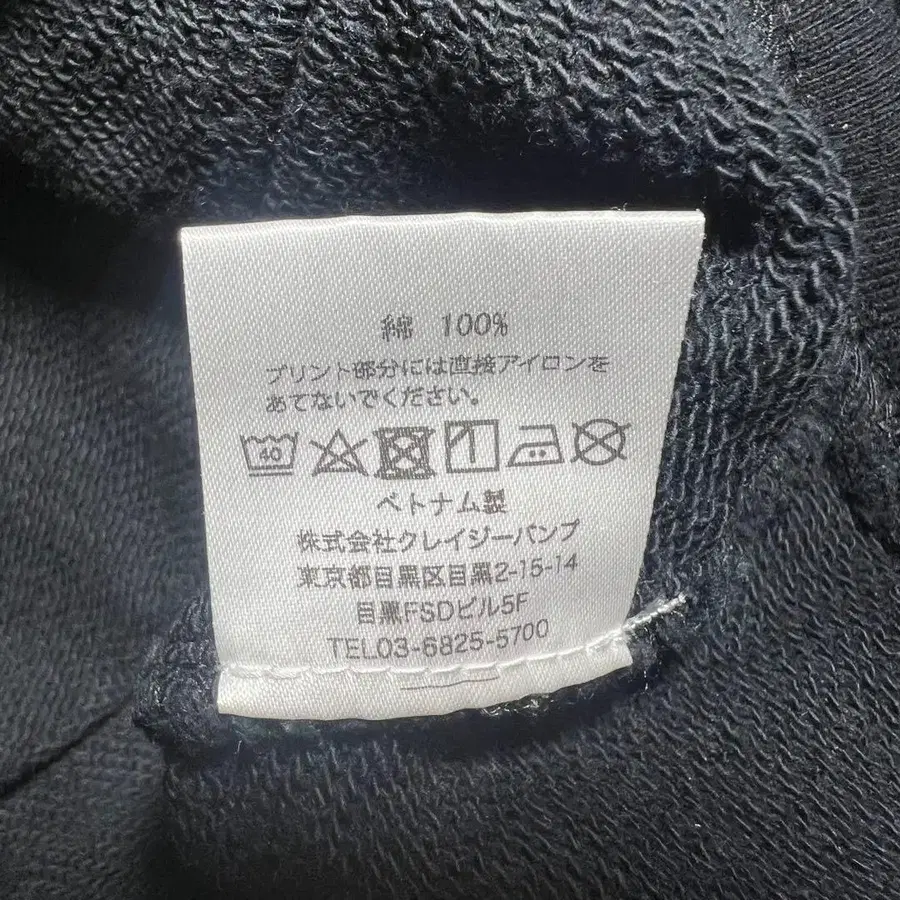 綿 100%
プリント部分には直接アイロンを
あてないでください。
40
ベトナム製
株式会社クレイジーバンプ
東京都目黒区目黒2-15-14
目黒FSDビル5F
TEL03-6825-5700